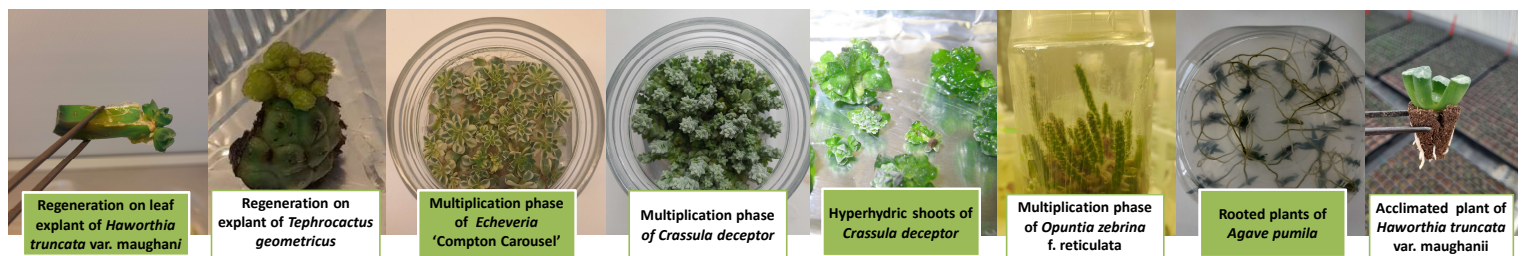 Regeneration on leaf
explant of Haworthia
truncata var. maughani
Regeneration on
explant of Tephrocactus
geometricus
Multiplication phase
of Echeveria
‘Compton Carousel’
Multiplication phase
of Crassula deceptor
Hyperhydric shoots of
Crassula deceptor
Multiplication phase
of Opuntia zebrina
f. reticulata
Rooted plants of
Agave pumila
Acclimated plant of
Haworthia truncata
var. maughanii